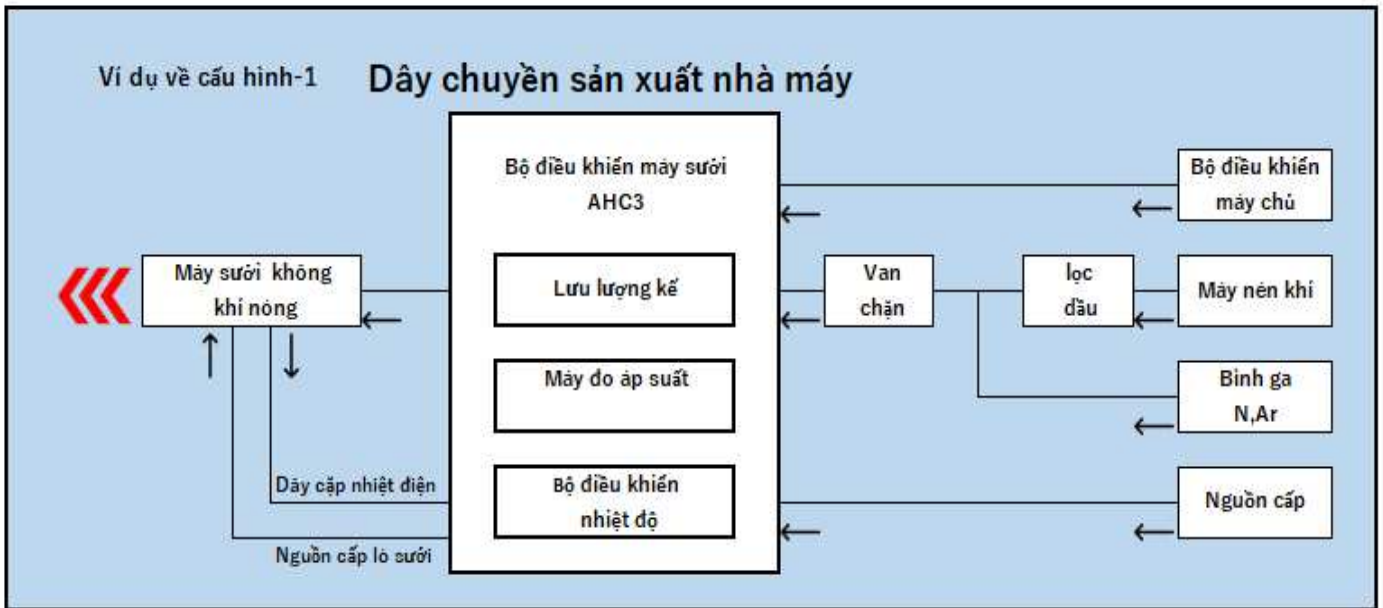 Ví dụ về cấu hình-1
Dây chuyền sản xuất nhà máy
Bộ điều khiển máy sưởi
AHC3
Bộ điều khiển
máy chủ
Máy sưởi không
khí nóng
Lưu lượng kế
Van
chặn
lọc
dầu
Máy nén khí
Máy đo áp suất
Bình ga
N,Ar
Dây cặp nhiệt điện
Bộ điều khiển
nhiệt độ
Nguồn cấp
Nguồn cấp lò sưởi